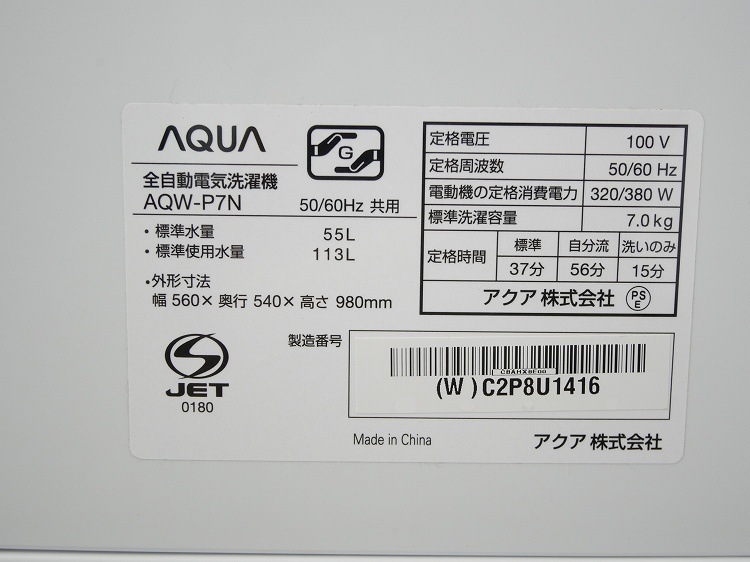 AQUA
G
全自動電気洗濯機
AQW-P7N 50/60Hz 共用
・標準水量 55L
・標準使用水量 113L
・外形寸法
幅 560×奥行 540×高さ 980mm
定格電圧 100 V
定格周波数 50/60 Hz
電動機の定格消費電力 320/380 W
標準洗濯容量 7.0 kg
定格時間 標準 自分流 洗いのみ
37分 56分 15分
アクア 株式会社 PS E
S
JET
0180
製造番号
CBAHX8E00
(W) C2P8U1416
Made in China
アクア 株式会社